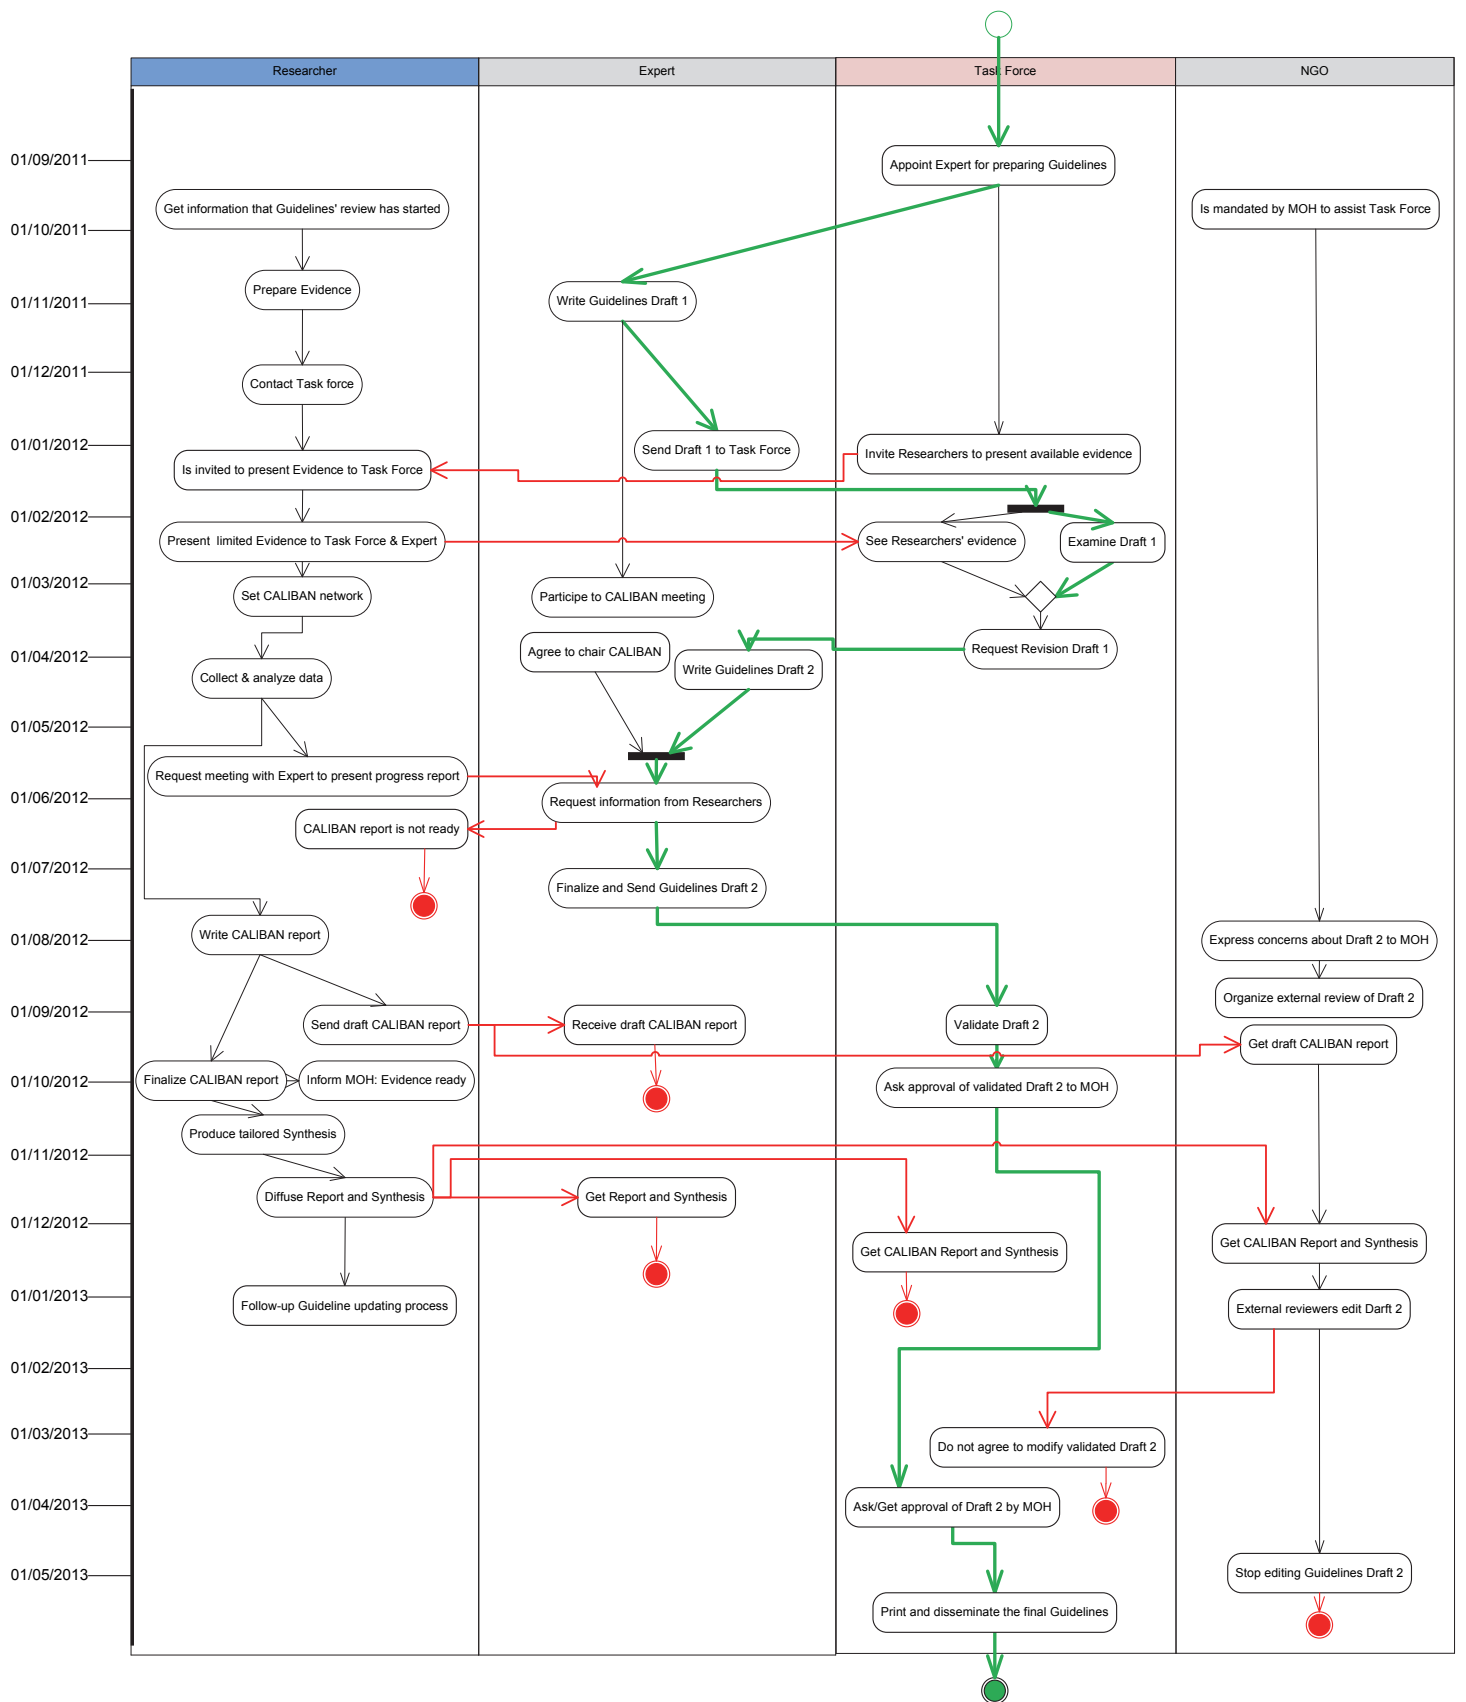 Researcher
Expert
Task Force
NGO
01/09/2011
Appoint Expert for preparing Guidelines
Get information that Guidelines' review has started
Is mandated by MOH to assist Task Force
01/10/2011
Prepare Evidence
Write Guidelines Draft 1
01/11/2011
01/12/2011
Contact Task force
01/01/2012
Send Draft 1 to Task Force
Invite Researchers to present available evidence
Is invited to present Evidence to Task Force
01/02/2012
Present limited Evidence to Task Force & Expert
See Researchers' evidence
Examine Draft 1
01/03/2012
Set CALIBAN network
Participe to CALIBAN meeting
Agree to chair CALIBAN
Request Revision Draft 1
01/04/2012
Write Guidelines Draft 2
Collect & analyze data
01/05/2012
Request meeting with Expert to present progress report
01/06/2012
Request information from Researchers
CALIBAN report is not ready
01/07/2012
Finalize and Send Guidelines Draft 2
Write CALIBAN report
01/08/2012
Express concerns about Draft 2 to MOH
Organize external review of Draft 2
01/09/2012
Send draft CALIBAN report
Receive draft CALIBAN report
Validate Draft 2
Get draft CALIBAN report
01/10/2012
Finalize CALIBAN report
Inform MOH: Evidence ready
Ask approval of validated Draft 2 to MOH
Produce tailored Synthesis
01/11/2012
Diffuse Report and Synthesis
Get Report and Synthesis
01/12/2012
Get CALIBAN Report and Synthesis
Get CALIBAN Report and Synthesis
01/01/2013
Follow-up Guideline updating process
External reviewers edit Darft 2
01/02/2013
01/03/2013
Do not agree to modify validated Draft 2
01/04/2013
Ask/Get approval of Draft 2 by MOH
01/05/2013
Stop editing Guidelines Draft 2
Print and disseminate the final Guidelines